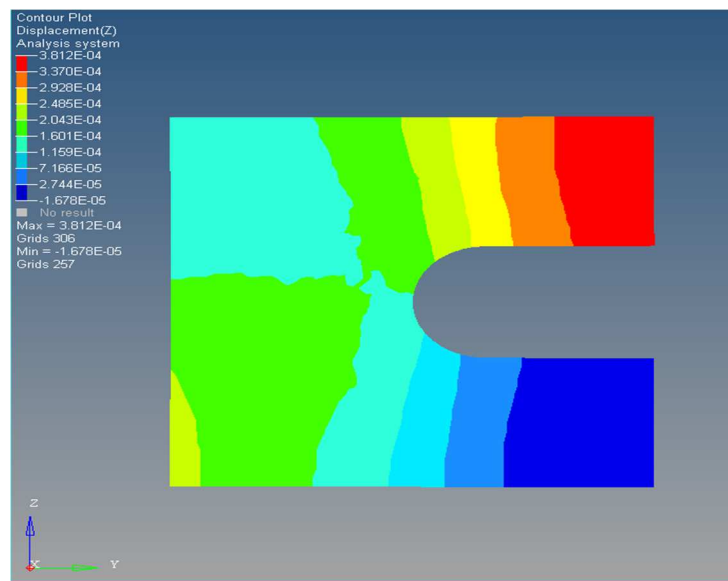 Contour Plot
Displacement(Z)
Analysis system
3.812E-04
3.370E-04
2.928E-04
2.485E-04
2.043E-04
1.601E-04
1.159E-04
7.166E-05
2.744E-05
-1.678E-05
No result
Max = 3.812E-04
Grids 306
Min = -1.678E-05
Grids 257
Z
X
Y